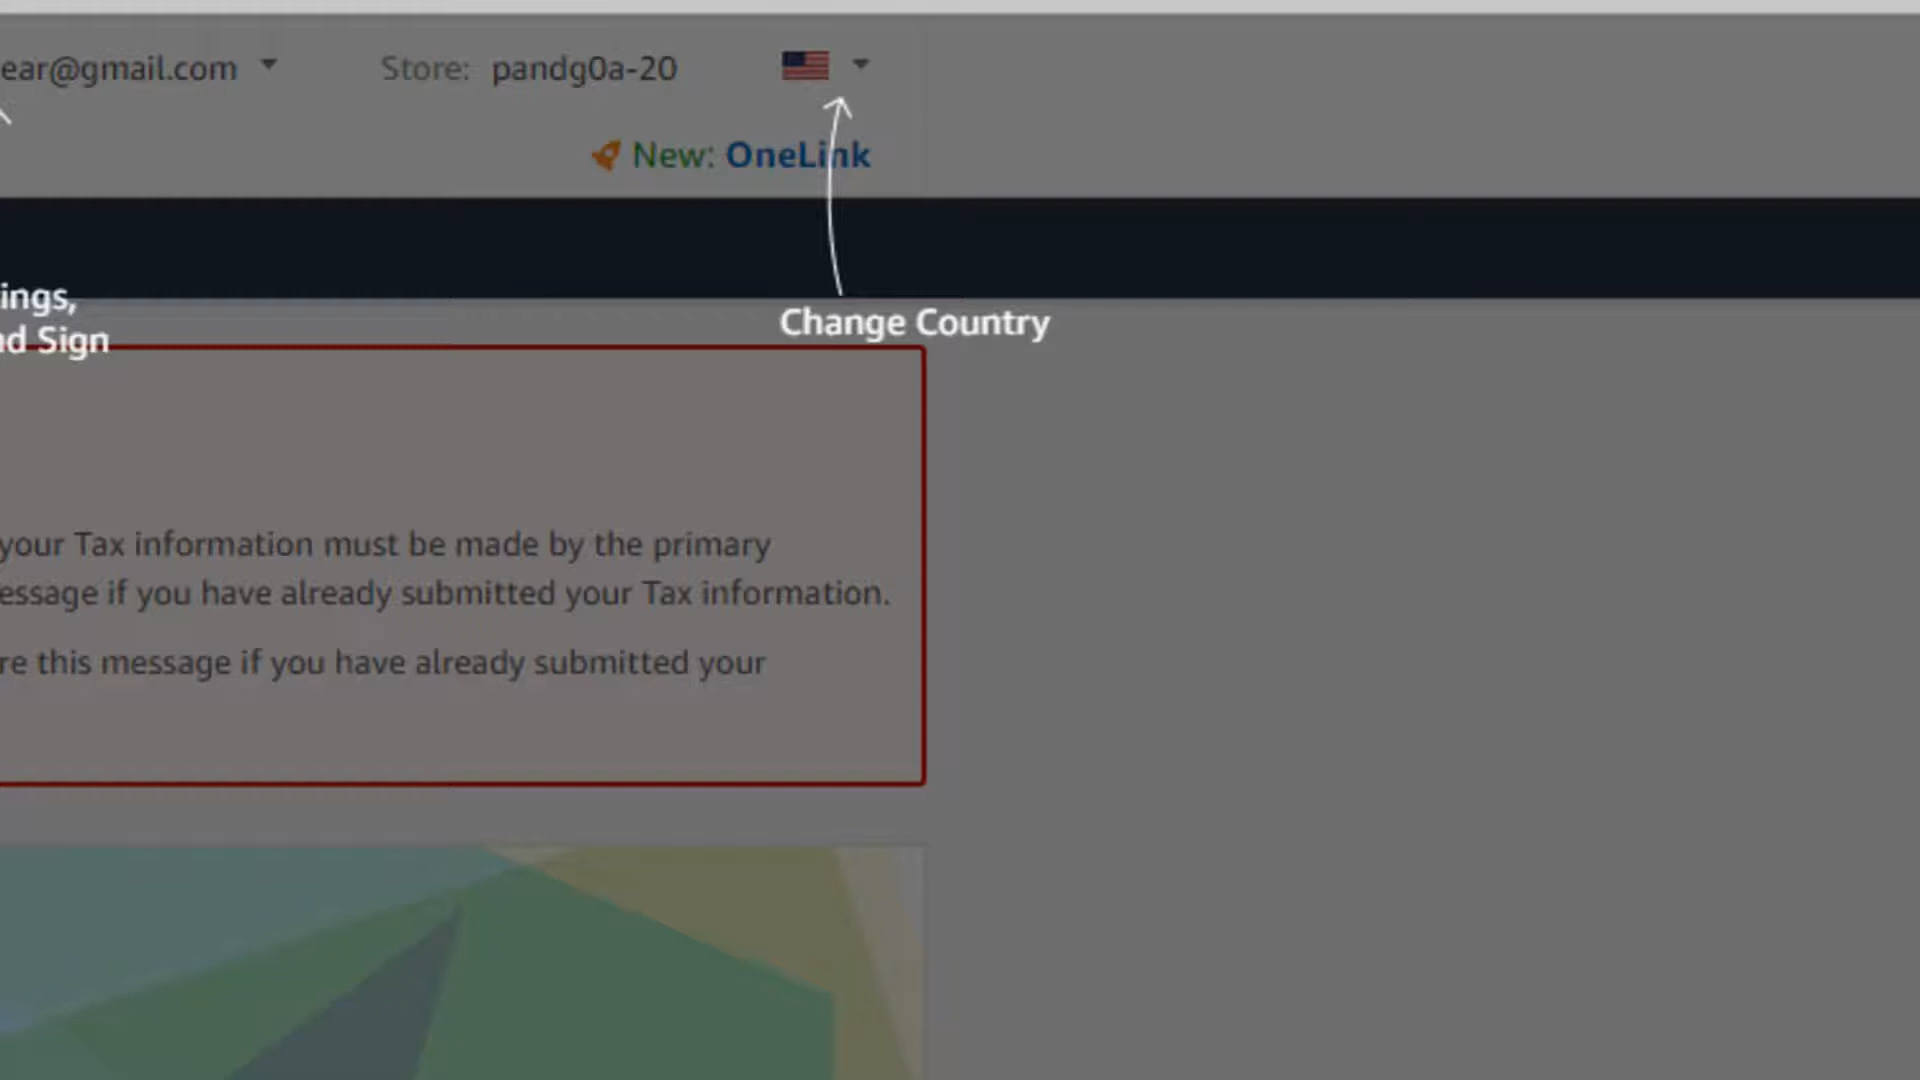 ear@gmail.com Store: pandg0a-20
New: OneLink
ings,
nd Sign
Change Country
your Tax information must be made by the primary
essage if you have already submitted your Tax information.
re this message if you have already submitted your